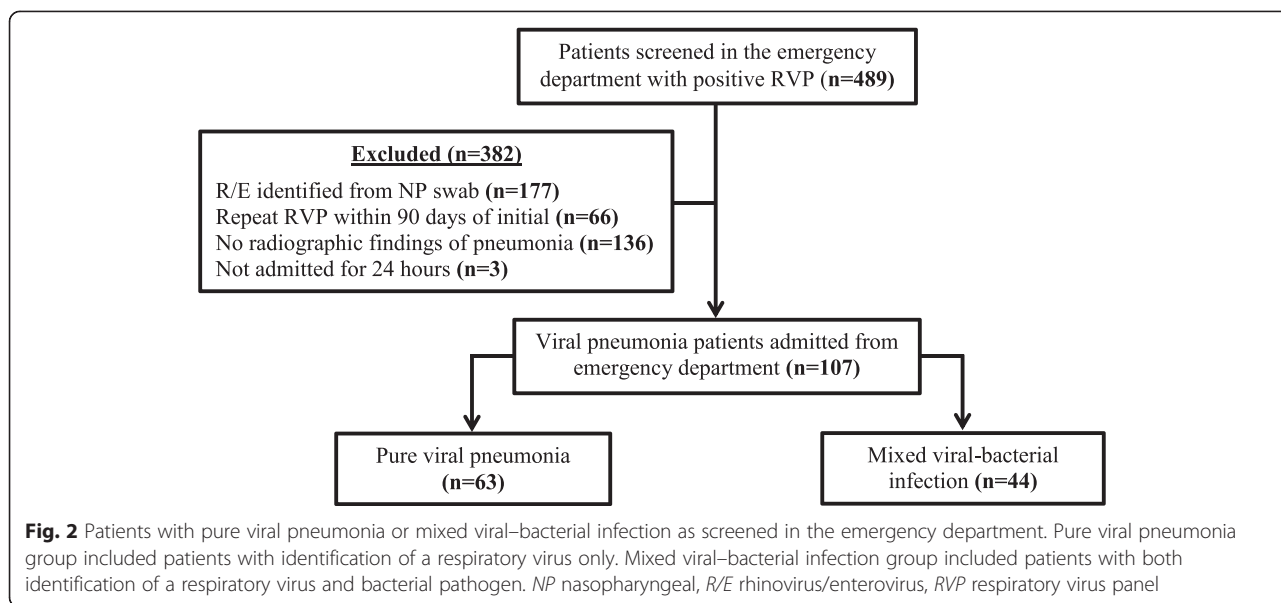 Patients screened in the emergency
department with positive RVP (n=489)
Excluded (n=382)
R/E identified from NP swab (n=177)
Repeat RVP within 90 days of initial (n=66)
No radiographic findings of pneumonia (n=136)
Not admitted for 24 hours (n=3)
Viral pneumonia patients admitted from
emergency department (n=107)
Pure viral pneumonia
(n=63)
Mixed viral-bacterial
infection (n=44)
Fig. 2 Patients with pure viral pneumonia or mixed viral–bacterial infection as screened in the emergency department. Pure viral pneumonia
group included patients with identification of a respiratory virus only. Mixed viral–bacterial infection group included patients with both
identification of a respiratory virus and bacterial pathogen. NP nasopharyngeal, R/E rhinovirus/enterovirus, RVP respiratory virus panel